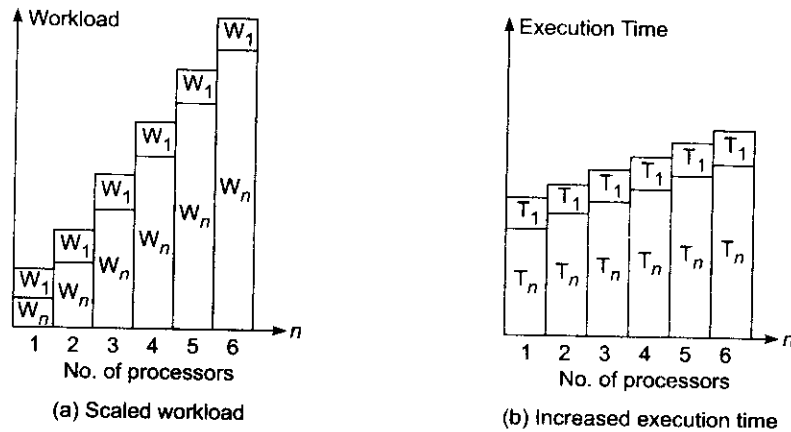 Workload
W1
W1
W1
W1
W1
W1
Wn
Wn
Wn
Wn
Wn
Wn
n
1 2 3 4 5 6
No. of processors
(a) Scaled workload
Execution Time
T1
T1
T1
T1
T1
T1
Tn
Tn
Tn
Tn
Tn
Tn
n
1 2 3 4 5 6
No. of processors
(b) Increased execution time